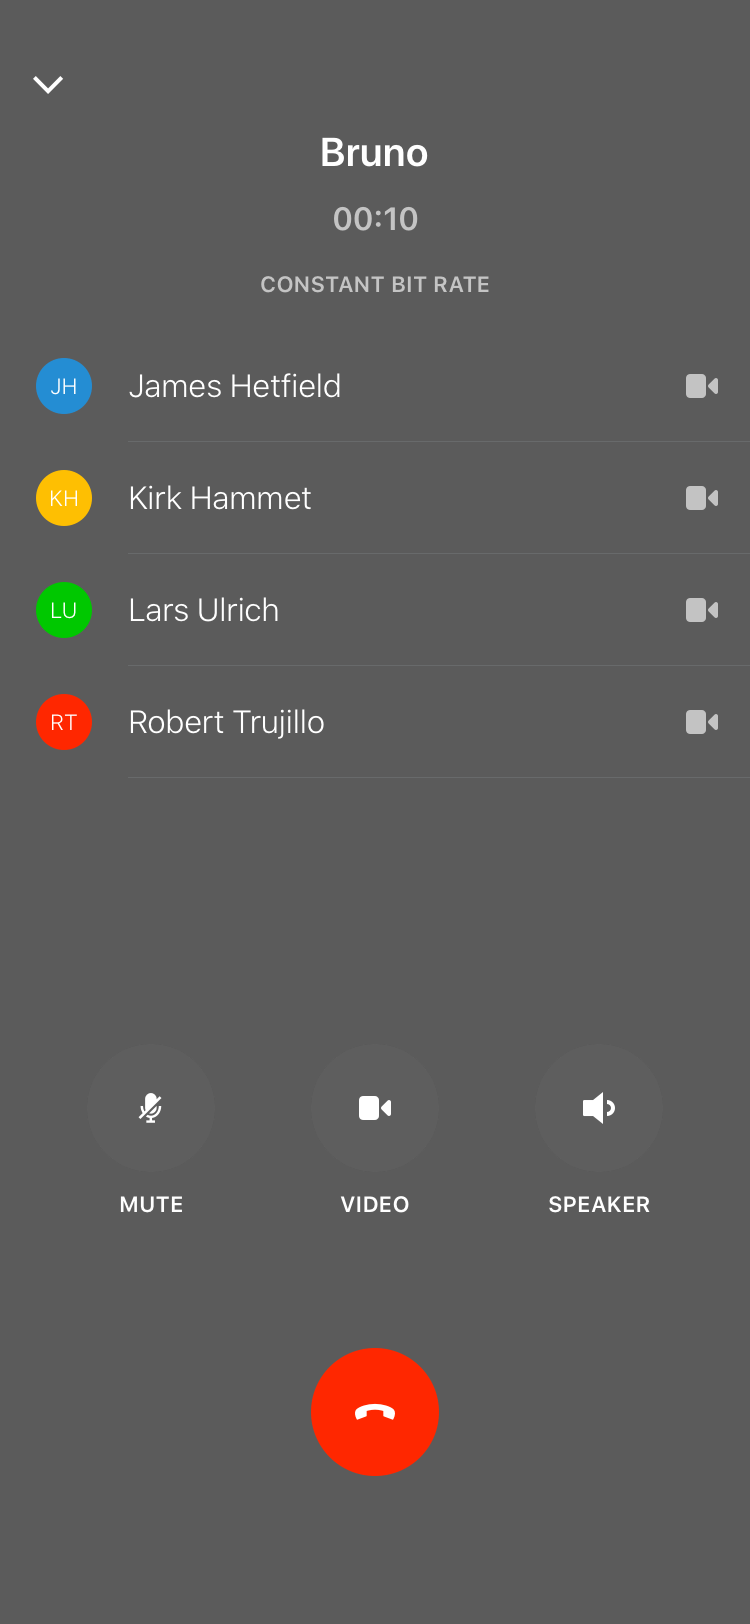 Bruno
00:10
CONSTANT BIT RATE
JH James Hetfield
KH Kirk Hammet
LU Lars Ulrich
RT Robert Trujillo
MUTE VIDEO SPEAKER